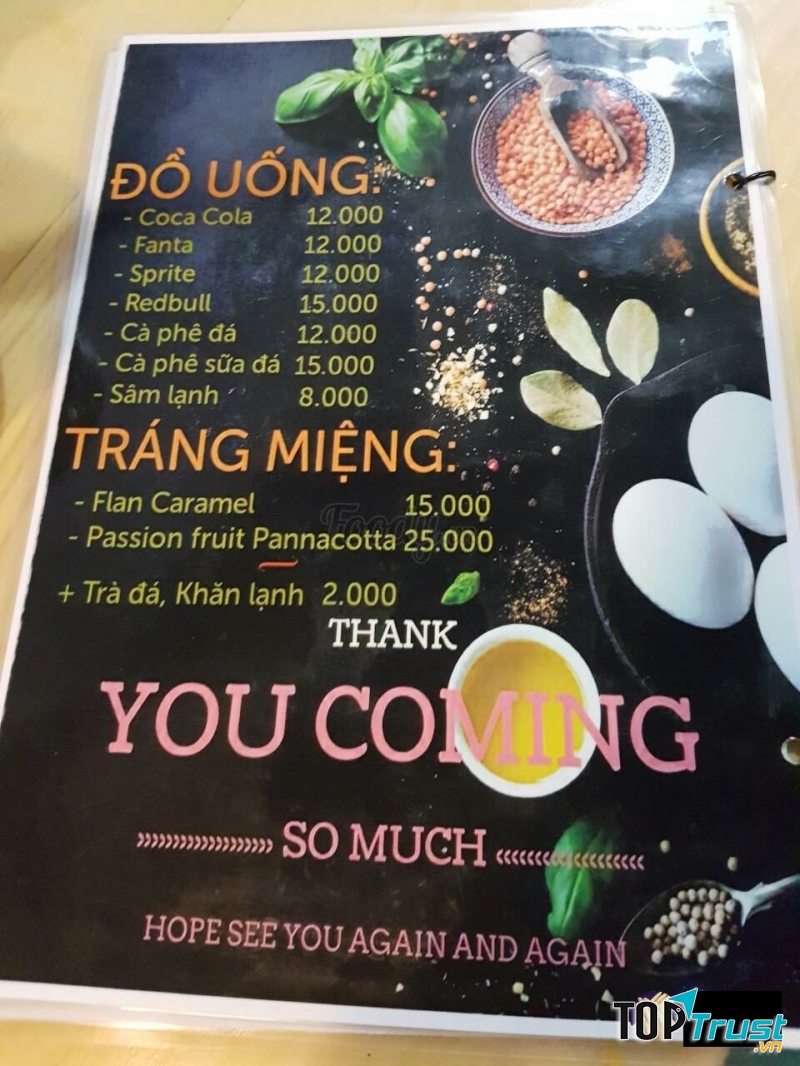 ĐỒ UỐNG:
- Coca Cola 12.000
- Fanta 12.000
- Sprite 12.000
- Redbull 15.000
- Cà phê đá 12.000
- Cà phê sữa đá 15.000
- Sâm lạnh 8.000
TRÁNG MIỆNG:
- Flan Caramel 15.000
- Passion fruit Pannacotta 25.000
+ Trà đá, Khăn lạnh 2.000
THANK
YOU COMING
SO MUCH
HOPE SEE YOU AGAIN AND AGAIN
TOPTrust.vn